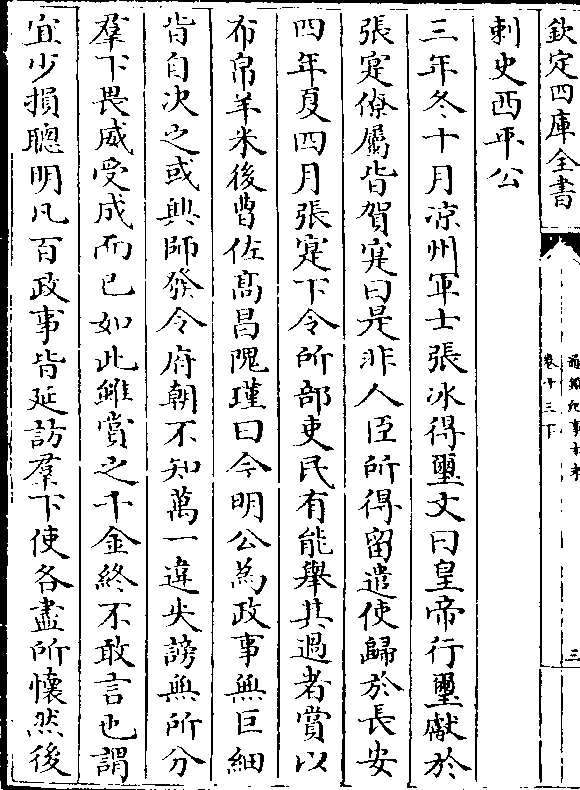 欽定四庫全書
通鑑紀事本末
卷十三下
三
刺史西平公
三年冬十月凉州軍士張冰得璽文曰皇帝行璽獻於
張寔僚屬皆賀寔曰是非人臣所得留遣使歸於長安
四年夏四月張寔下令所部吏民有能舉其過者賞以
布帛羊米後曹佐高昌隗瑾曰今明公為政事無巨細
皆自决之或興師發令府朝不知萬一違失謗無所分
羣下畏威受成而已如此雖賞之千金終不敢言也謂
宜少損聰明凡百政事皆延訪羣下使各盡所懷然後